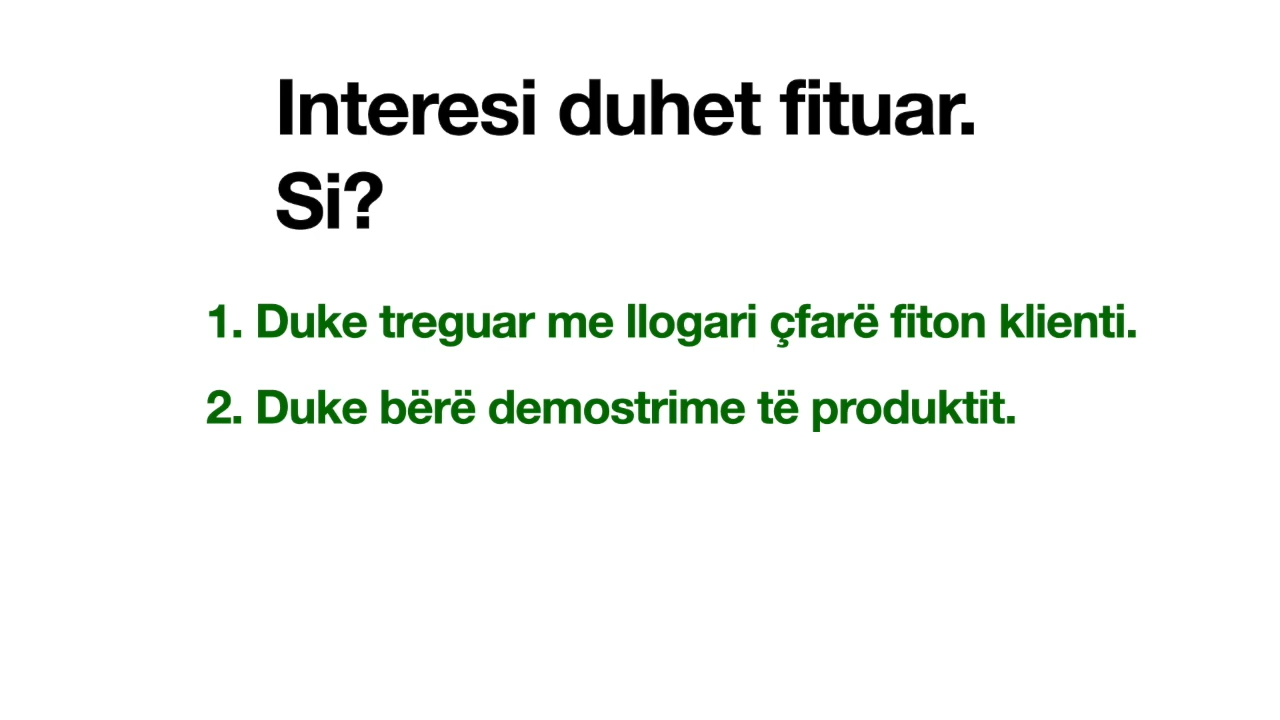 Interesi duhet fituar.
Si?
1. Duke treguar me llogari çfarë fiton klienti.
2. Duke bërë demostrime të produktit.